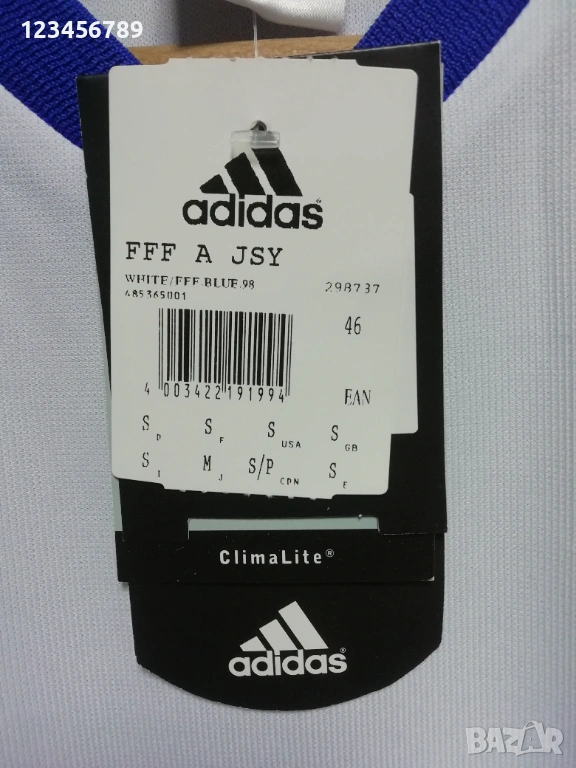 123456789
adidas®
FFF A JSY
WHITE/FFF BLUE.98 298737
485365001
46
4 003422 191994 EAN
S D S F S USA S GB
S I M J S/P CPN S E
ClimaLite®
adidas®
BAZAR